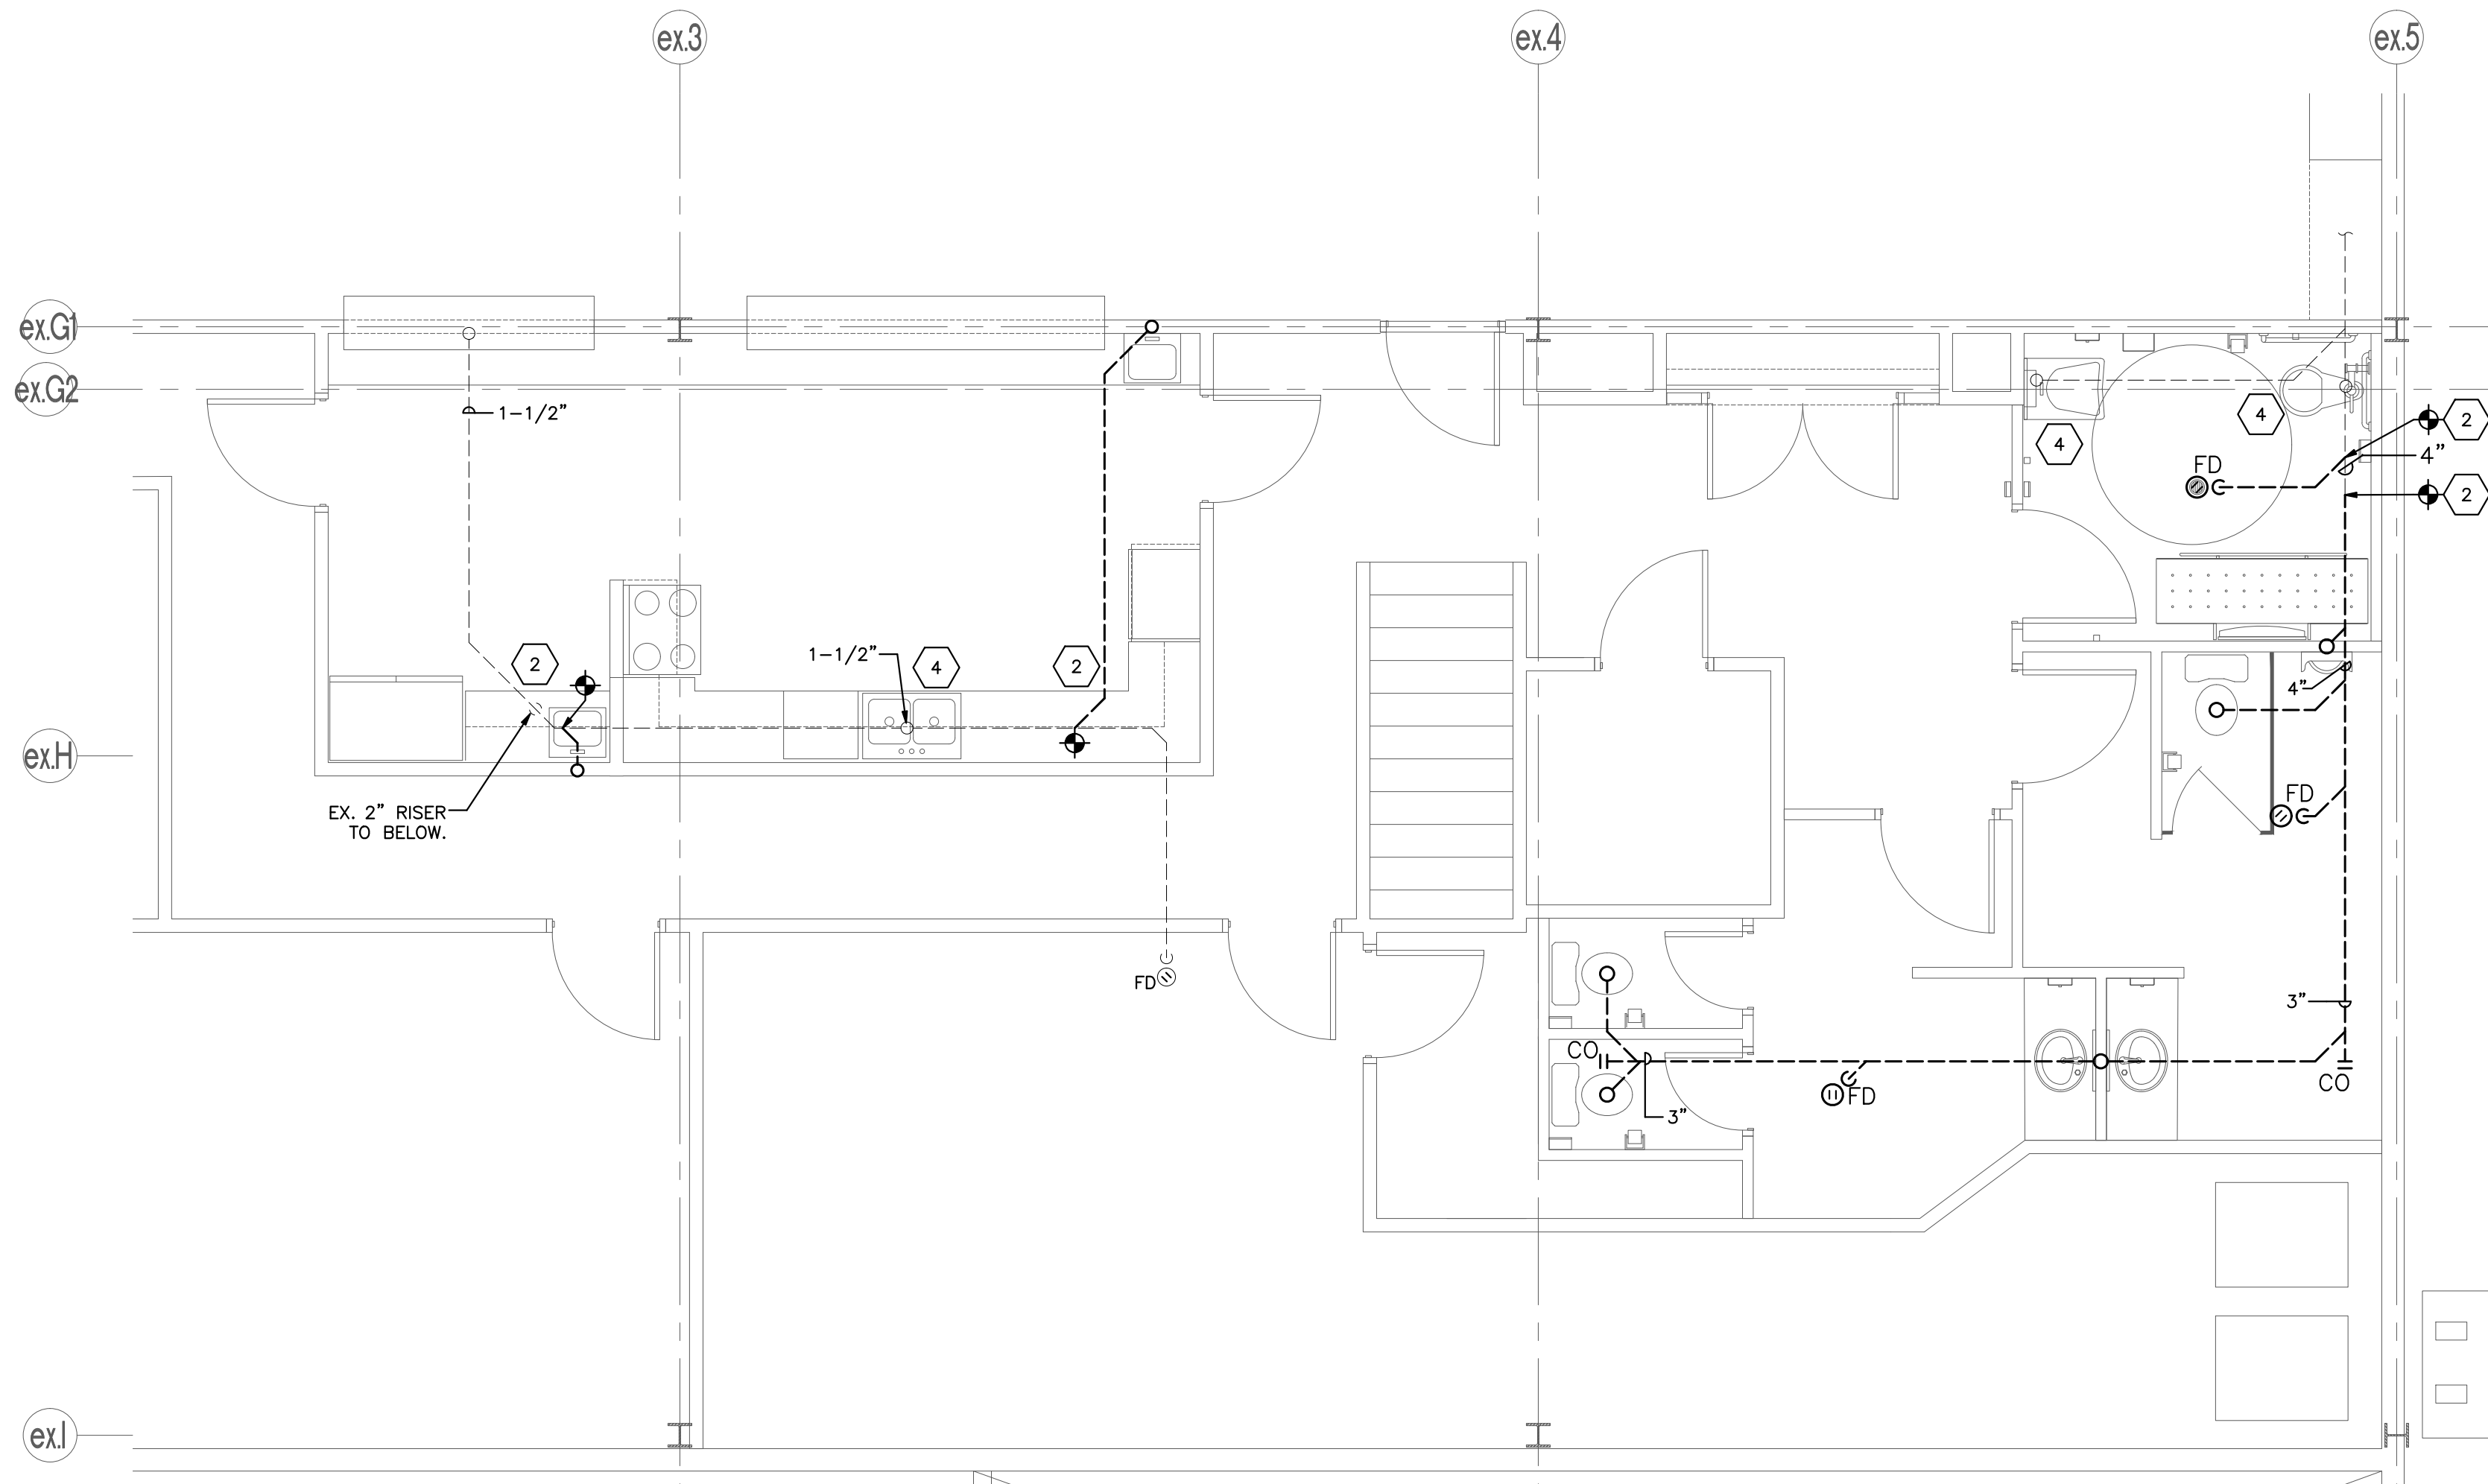 ex.3
ex.4
ex.5
ex.G1
ex.G2
1-1/2"
4
4
2
FD
4"
2
2
1-1/2"
4
2
4"
ex.H
EX. 2" RISER
TO BELOW.
FD
FD
3"
CO
FD
CO
3"
ex.I